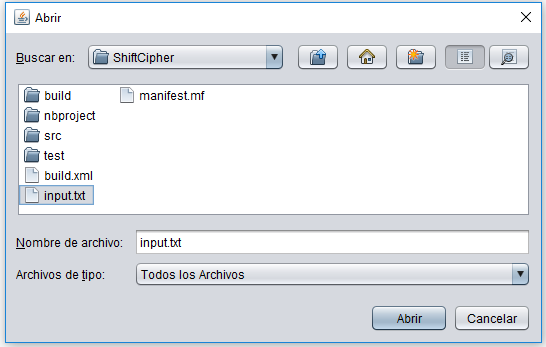 Abrir
Buscar en: ShiftCipher
build manifest.mf
nbproject
src
test
build.xml
input.txt
Nombre de archivo: input.txt
Archivos de tipo: Todos los Archivos
Abrir Cancelar